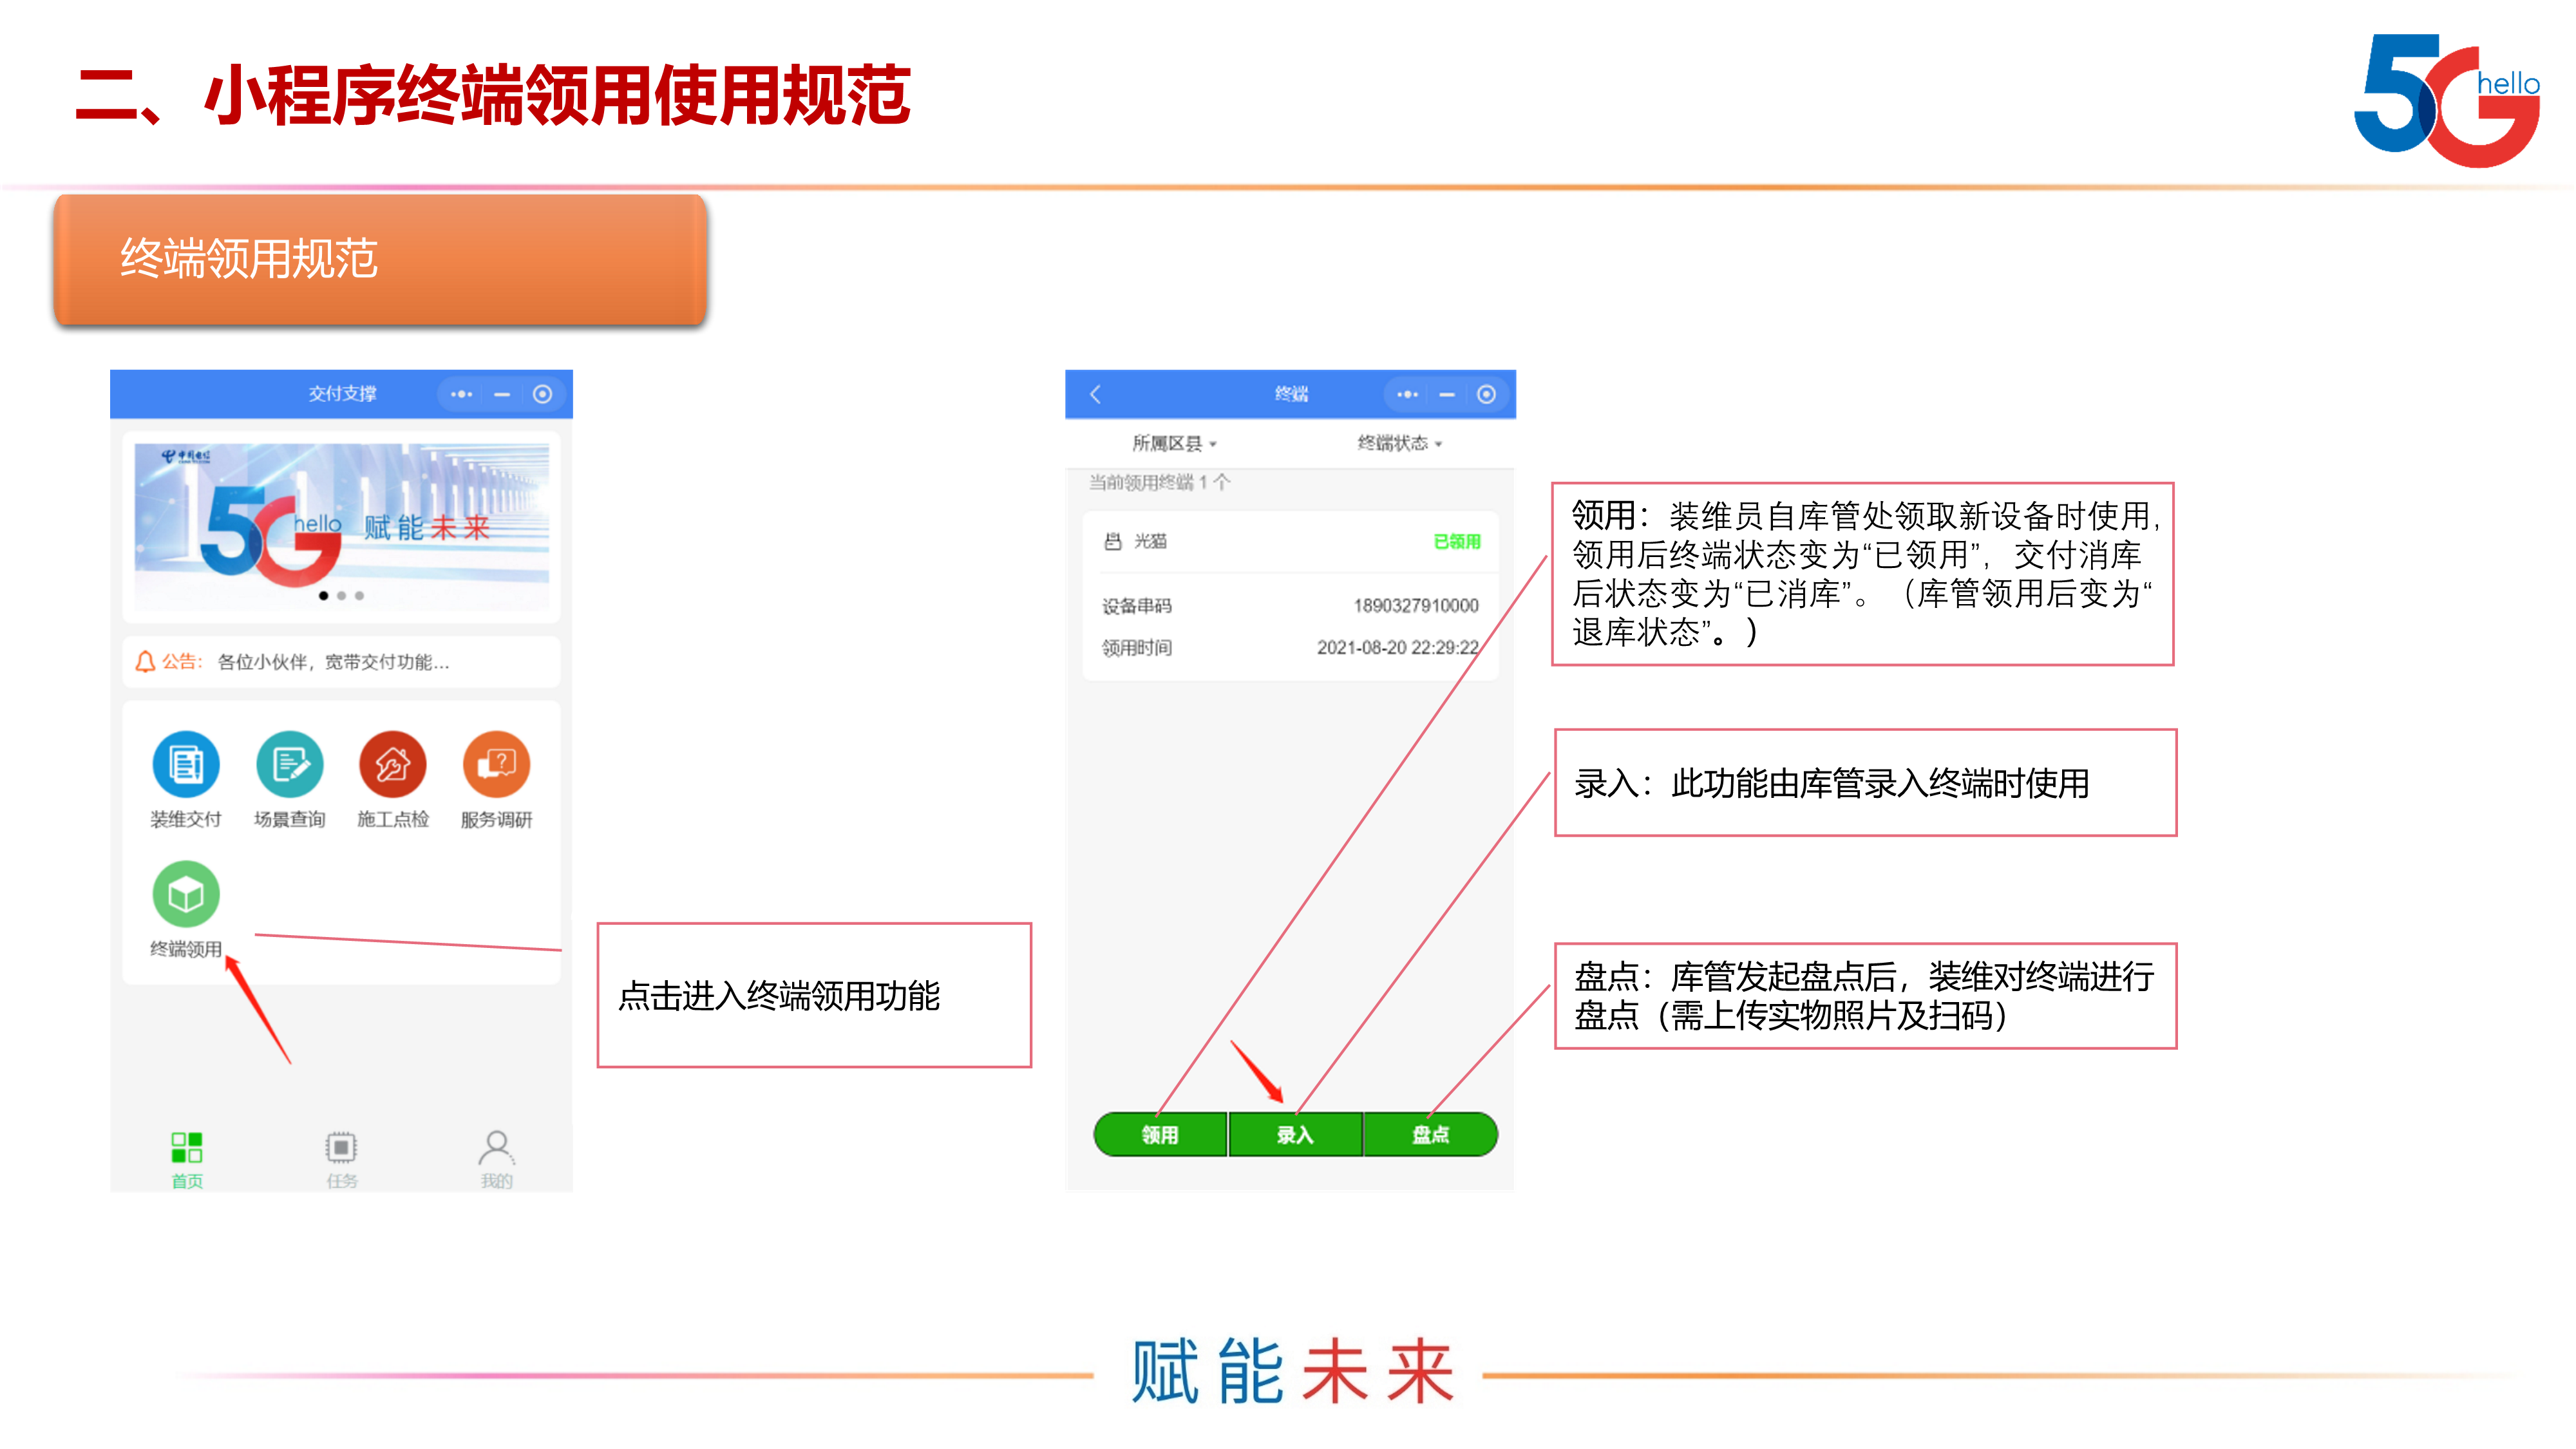 二、小程序终端领用使用规范
5G hello
终端领用规范
交付支撑
中国电信
5G hello 赋能未来
公告： 各位小伙伴，宽带交付功能...
装维交付 场景查询 施工点检 服务调研
终端领用
首页 任务 我的
点击进入终端领用功能
终端
所属区县 终端状态
当前领用终端 1 个
光猫 已领用
设备串码 1890327910000
领用时间 2021-08-20 22:29:22
领用 录入 盘点
领用：装维员自库管处领取新设备时使用，
领用后终端状态变为“已领用”，交付消库
后状态变为“已消库”。（库管领用后变为“
退库状态”。）
录入：此功能由库管录入终端时使用
盘点：库管发起盘点后，装维对终端进行
盘点（需上传实物照片及扫码）
赋能未来